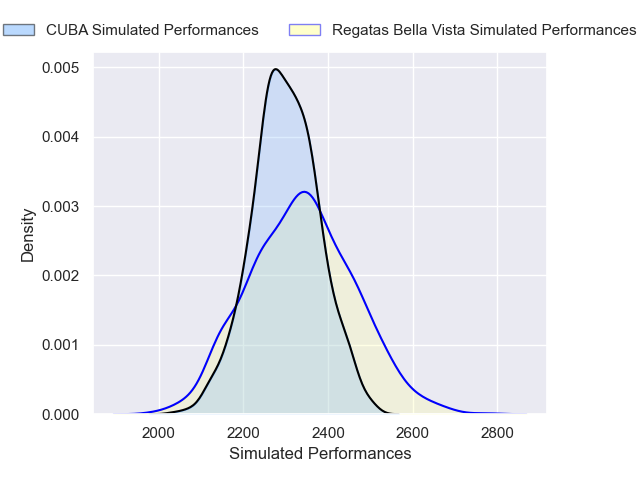 CUBA Simulated Performances
Regatas Bella Vista Simulated Performances
0.005
0.004
0.003
0.002
0.001
0.000
Density
2000
2200
2400
2600
2800
Simulated Performances